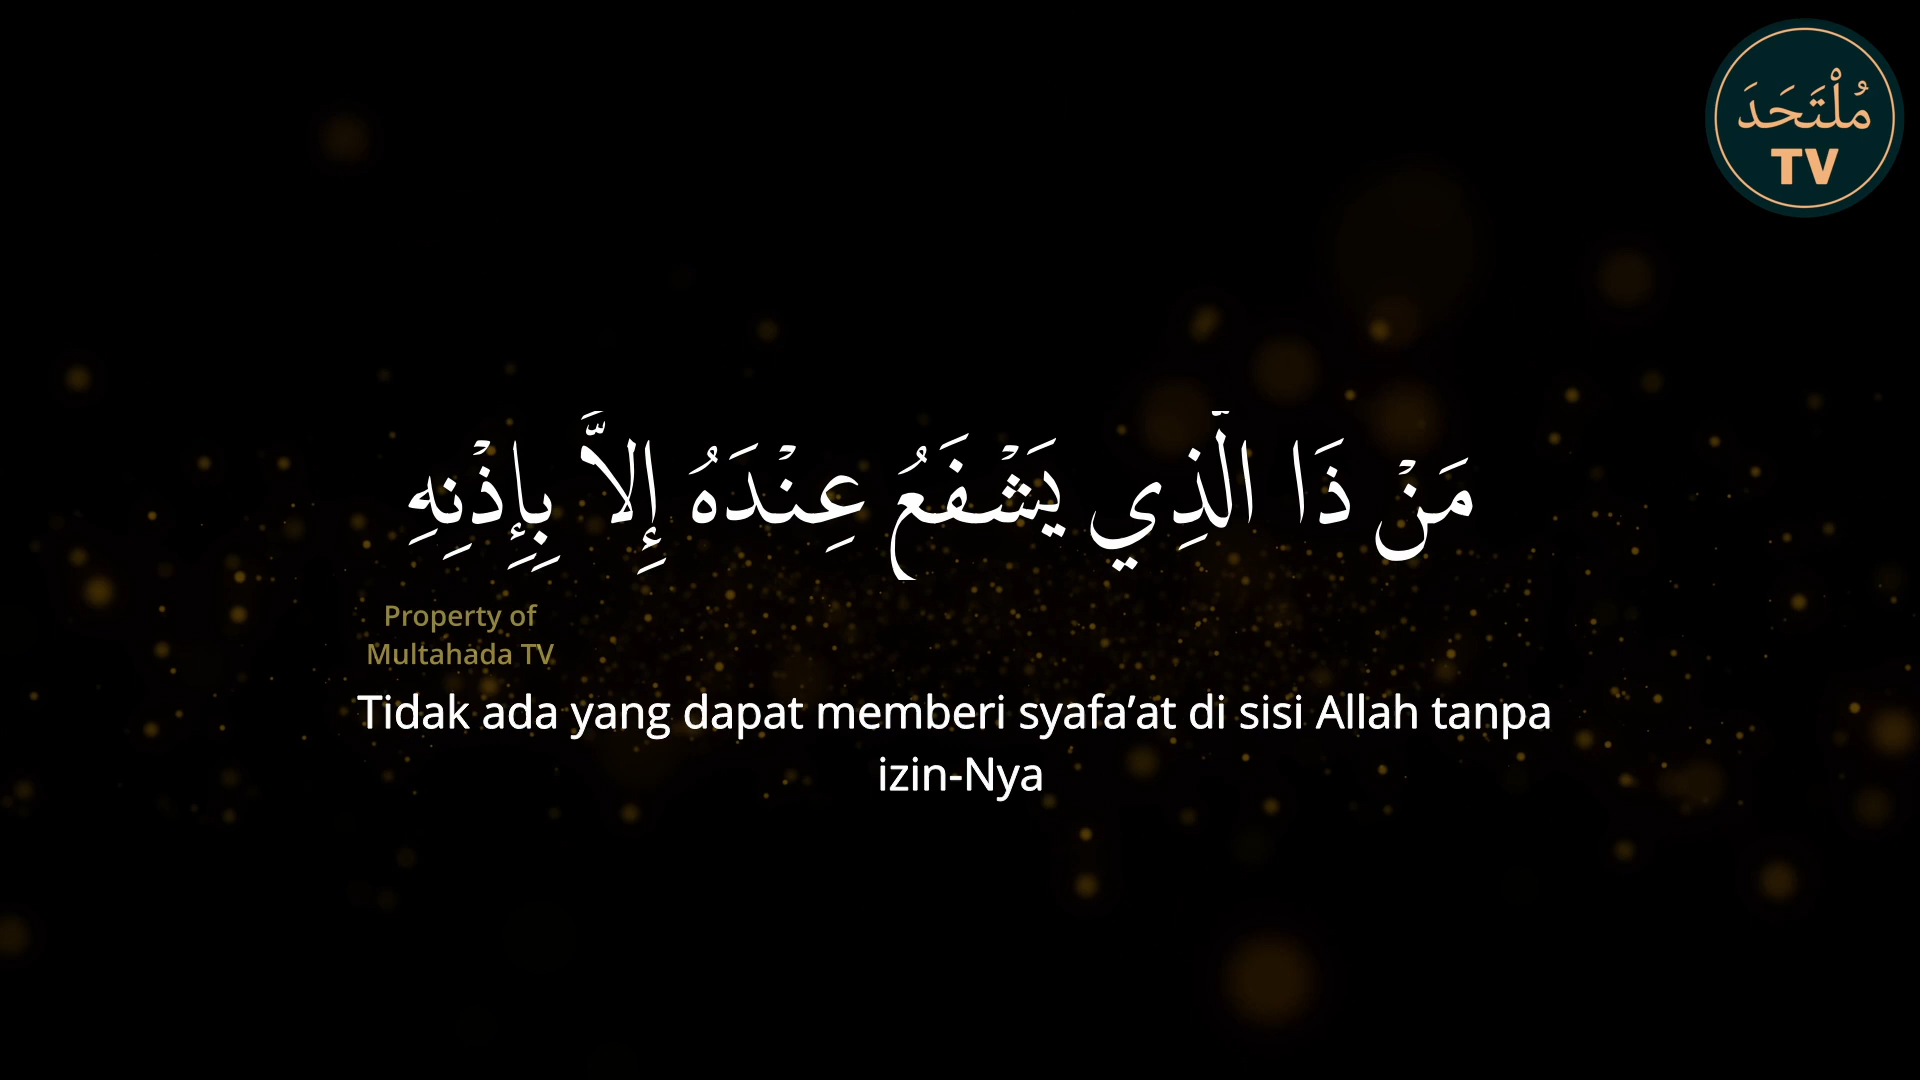 مُلْتَحَدَ
TV
مَنْ ذَا الَّذِي يَشْفَعُ عِنْدَهُ إِلاَّ بِإِذْنِهِ
Property of
Multahada TV
Tidak ada yang dapat memberi syafa’at di sisi Allah tanpa
izin-Nya